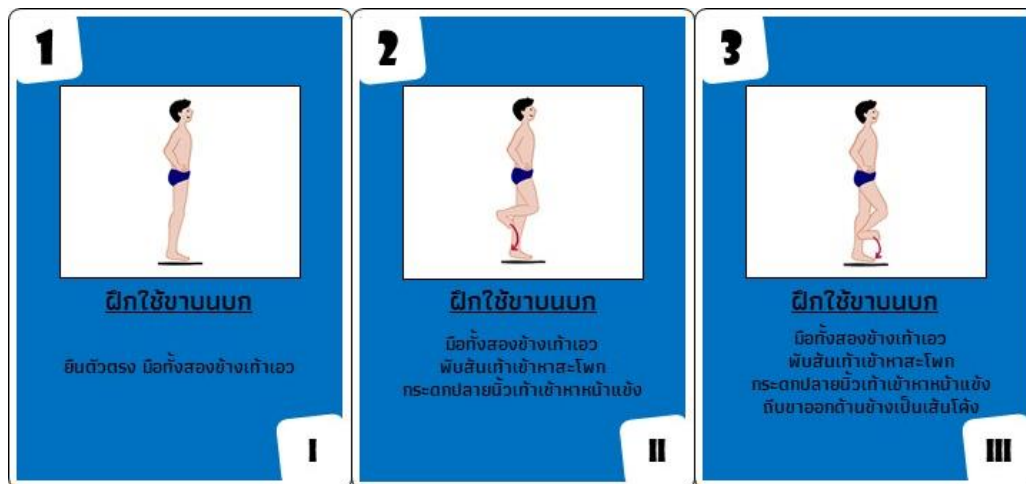 1
ฝึกใช้ขาบนบก
ยืนตัวตรง มือทั้งสองข้างเท้าเอว
I
2
ฝึกใช้ขาบนบก
มือทั้งสองข้างเท้าเอว
พับส้นเท้าเข้าหาสะโพก
กระดกปลายนิ้วเท้าเข้าหาหน้าแข้ง
II
3
ฝึกใช้ขาบนบก
มือทั้งสองข้างเท้าเอว
พับส้นเท้าเข้าหาสะโพก
กระดกปลายนิ้วเท้าเข้าหาหน้าแข้ง
ถีบขาออกด้านข้างเป็นเส้นโค้ง
III